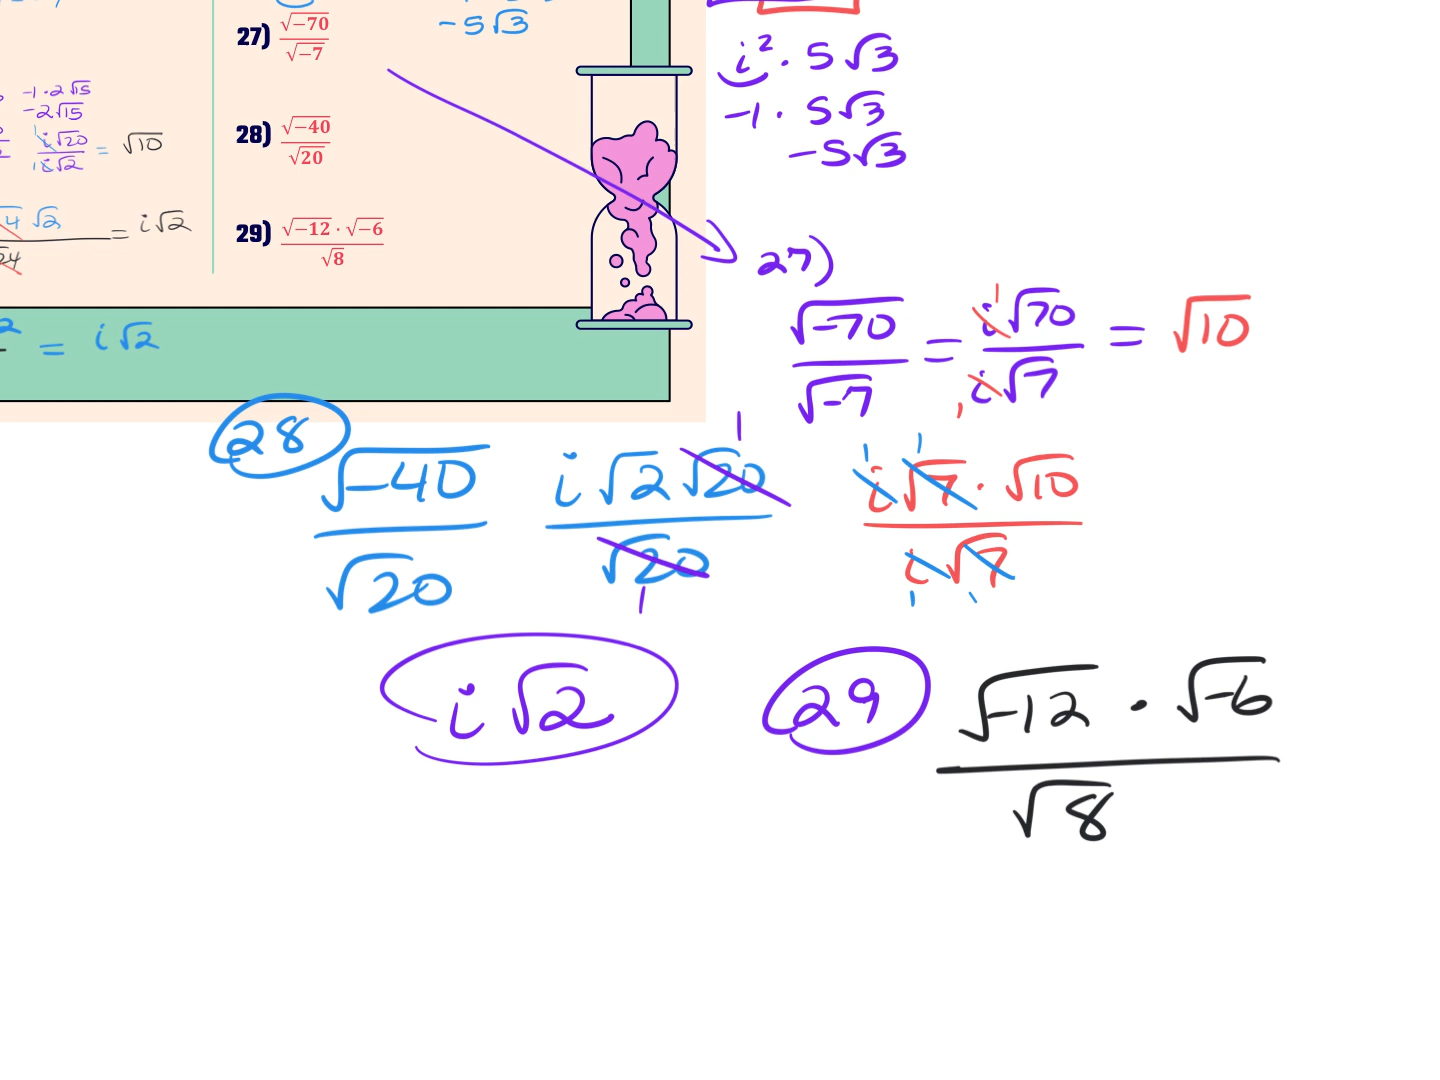 27) √-70 / √-7
- 5 √3
i² · 5 √3
-1 · 2√15
-1 · 5√3
-2√15
28) √-40 / √20
i√20 / i√2 = √10
-5√3
4 √2
= i√2
29) √-12 · √-6 / √8
27)
√-70 / √-7 = i√70 / i√7 = √10
= i√2
28
√-40 / √20
i √2 √20 / √20
i√7 · √10 / i√7
1
i √2
29
√-12 · √-6 / √8